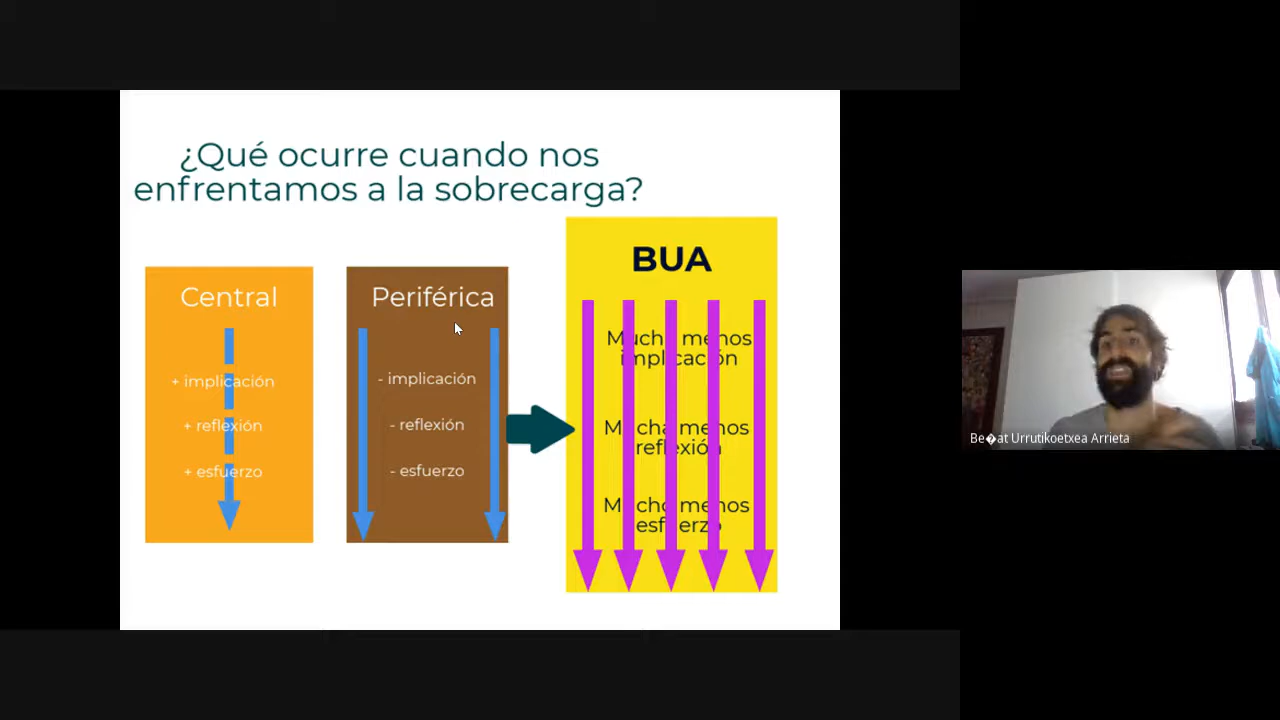 ¿Qué ocurre cuando nos
enfrentamos a la sobrecarga?
Central
+ implicación
+ reflexión
+ esfuerzo
Periférica
- implicación
- reflexión
- esfuerzo
BUA
Mucha menos
implicación
Mucha menos
reflexión
Mucho menos
esfuerzo
Be�at Urrutikoetxea Arrieta